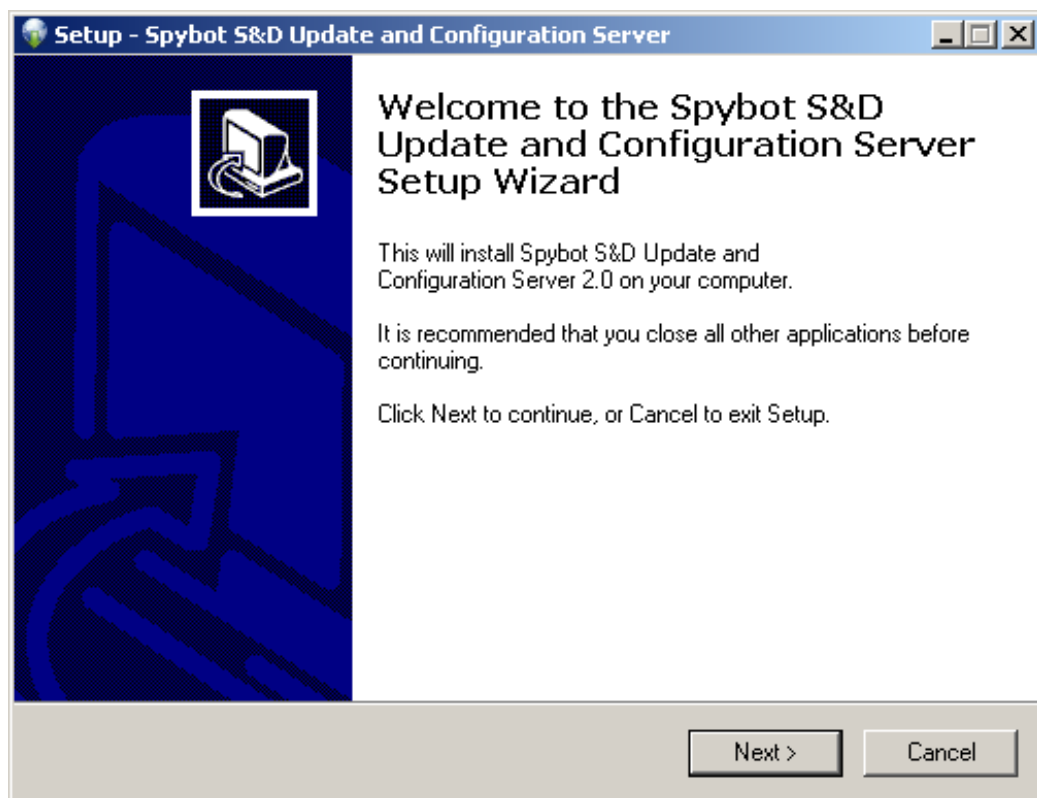 Setup - Spybot S&D Update and Configuration Server
Welcome to the Spybot S&D
Update and Configuration Server
Setup Wizard
This will install Spybot S&D Update and
Configuration Server 2.0 on your computer.
It is recommended that you close all other applications before
continuing.
Click Next to continue, or Cancel to exit Setup.
Next >
Cancel